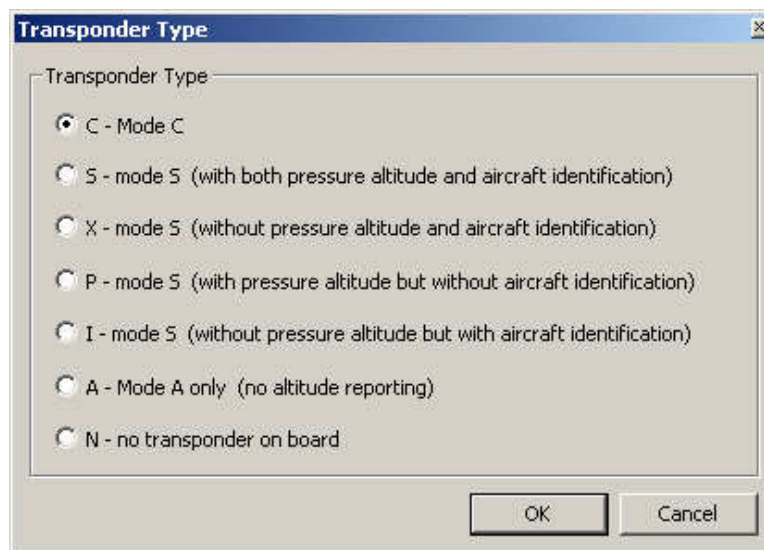 Transponder Type
Transponder Type
C - Mode C
S - mode S (with both pressure altitude and aircraft identification)
X - mode S (without pressure altitude and aircraft identification)
P - mode S (with pressure altitude but without aircraft identification)
I - mode S (without pressure altitude but with aircraft identification)
A - Mode A only (no altitude reporting)
N - no transponder on board
OK Cancel